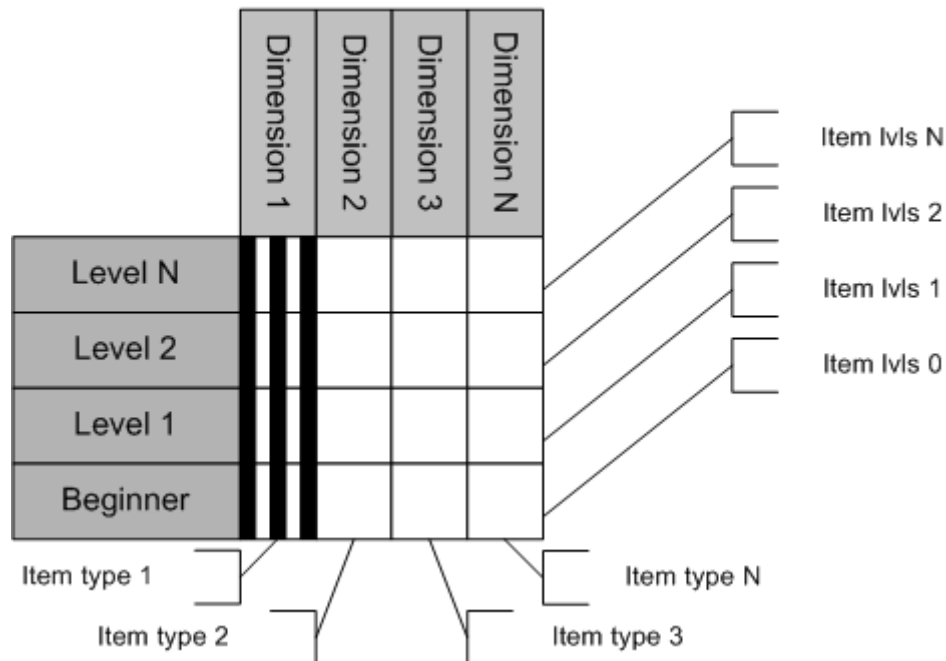 Dimension 1
Dimension 2
Dimension 3
Dimension N
Level N
Level 2
Level 1
Beginner
Item lvls N
Item lvls 2
Item lvls 1
Item lvls 0
Item type 1
Item type 2
Item type 3
Item type N